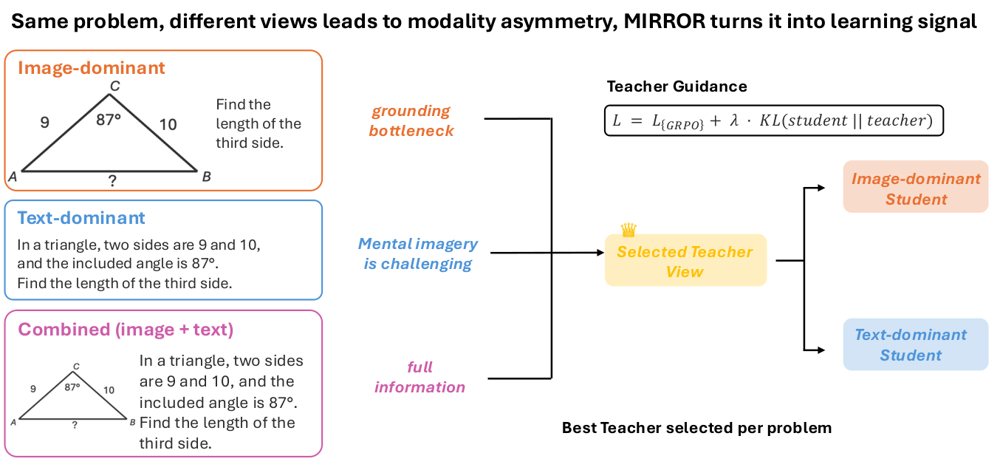 Same problem, different views leads to modality asymmetry, MIRROR turns it into learning signal
Image-dominant
C
9
87°
10
A
?
B
Find the
length of the
third side.
Text-dominant
In a triangle, two sides are 9 and 10,
and the included angle is 87°.
Find the length of the third side.
Combined (image + text)
C
9
87°
10
A
?
B
In a triangle, two sides
are 9 and 10, and the
included angle is 87°.
Find the length of the
third side.
grounding
bottleneck
Mental imagery
is challenging
full
information
Teacher Guidance
L = L{GRPO} + λ · KL(student || teacher)
Selected Teacher
View
Image-dominant
Student
Text-dominant
Student
Best Teacher selected per problem